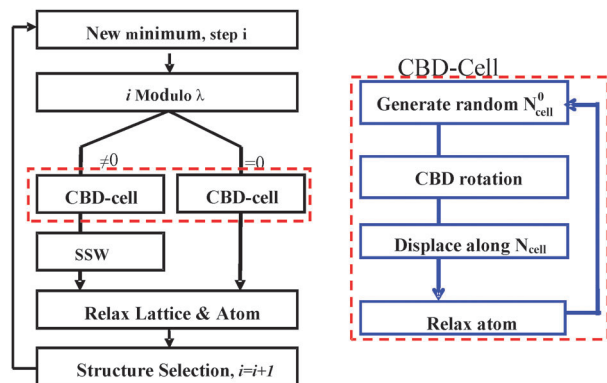 New minimum, step i
i Modulo λ
≠0
=0
CBD-cell
CBD-cell
SSW
Relax Lattice & Atom
Structure Selection, i=i+1
CBD-Cell
Generate random N⁰cell
CBD rotation
Displace along Ncell
Relax atom